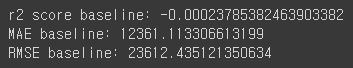 r2 score baseline: -0.00023785382463903382
MAE baseline: 12361.113306613199
RMSE baseline: 23612.435121350634